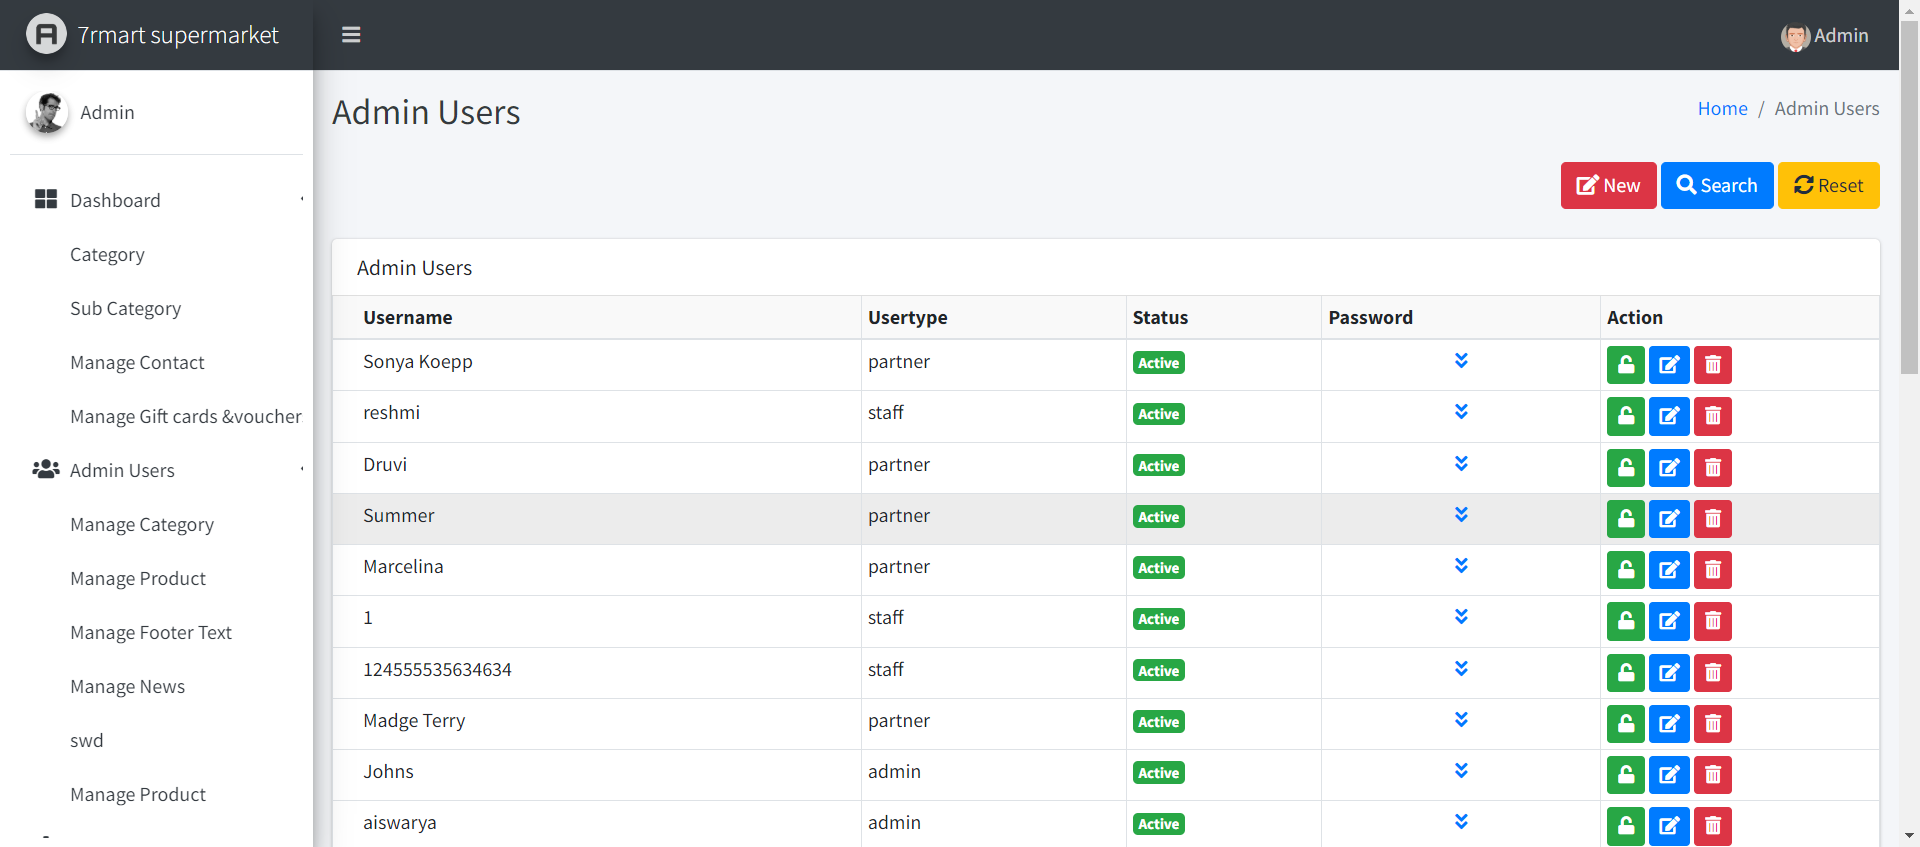 7rmart supermarket
Admin
Admin
Dashboard
Category
Sub Category
Manage Contact
Manage Gift cards &voucher
Admin Users
Manage Category
Manage Product
Manage Footer Text
Manage News
swd
Manage Product
Admin Users
Home / Admin Users
New Search Reset
Admin Users
Username Usertype Status Password Action
Sonya Koepp partner Active
reshmi staff Active
Druvi partner Active
Summer partner Active
Marcelina partner Active
1 staff Active
124555535634634 staff Active
Madge Terry partner Active
Johns admin Active
aiswarya admin Active